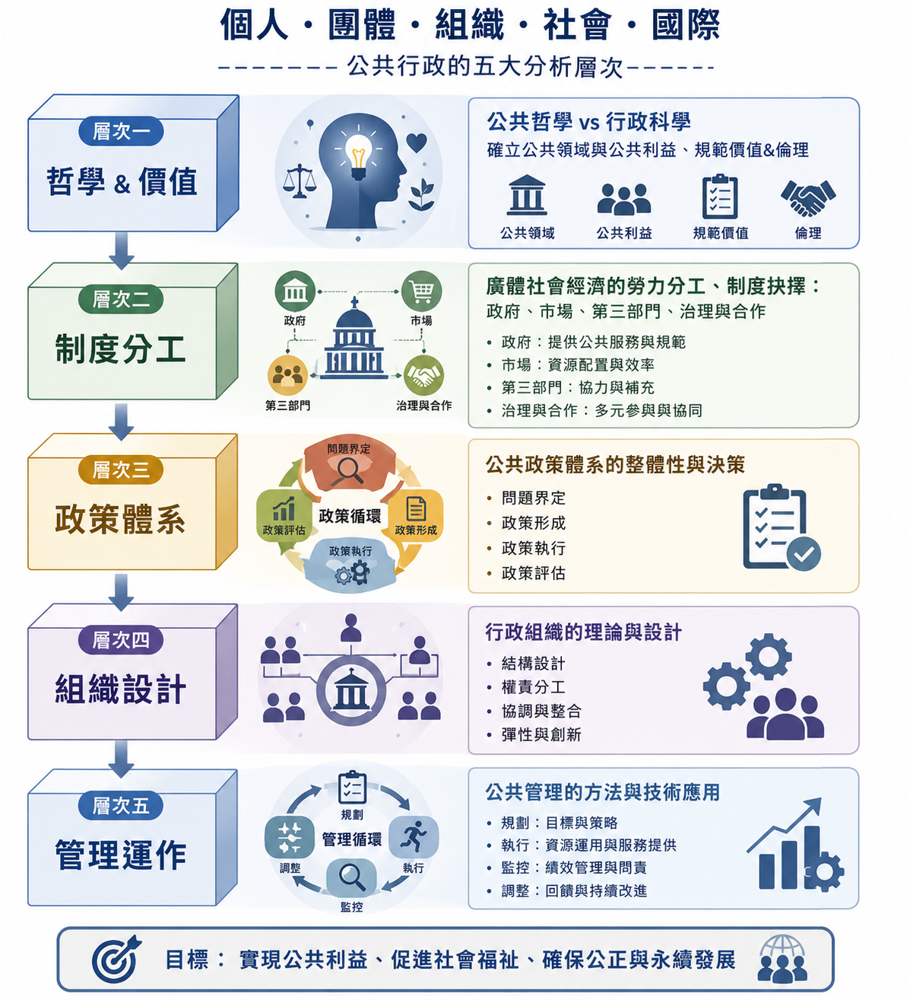 個人・團體・組織・社會・國際
公共行政的五大分析層次
層次一
哲學 & 價值
公共哲學 vs 行政科學
確立公共領域與公共利益、規範價值&倫理
公共領域
公共利益
規範價值
倫理
層次二
制度分工
政府
市場
第三部門
治理與合作
廣體社會經濟的勞力分工、制度抉擇：
政府、市場、第三部門、治理與合作
• 政府：提供公共服務與規範
• 市場：資源配置與效率
• 第三部門：協力與補充
• 治理與合作：多元參與與協同
層次三
政策體系
問題界定
政策評估
政策循環
政策形成
政策執行
公共政策體系的整體性與決策
• 問題界定
• 政策形成
• 政策執行
• 政策評估
層次四
組織設計
行政組織的理論與設計
• 結構設計
• 權責分工
• 協調與整合
• 彈性與創新
層次五
管理運作
規劃
管理循環
調整
執行
監控
公共管理的方法與技術應用
• 規劃：目標與策略
• 執行：資源運用與服務提供
• 監控：績效管理與問責
• 調整：回饋與持續改進
目標： 實現公共利益、促進社會福祉、確保公正與永續發展